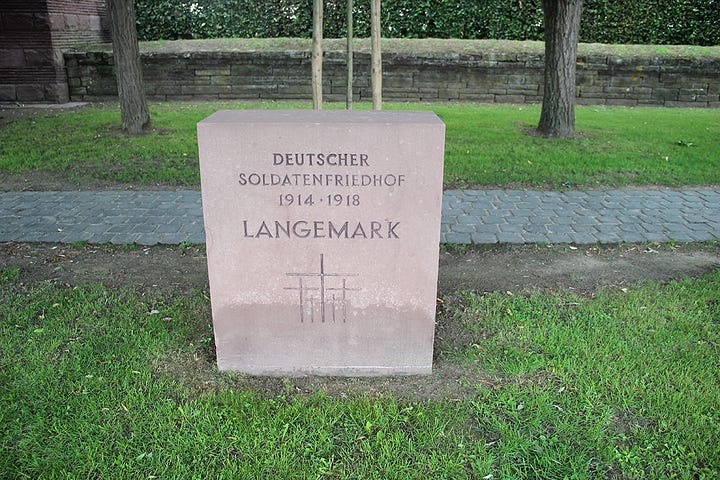 DEUTSCHER
SOLDATENFRIEDHOF
1914 · 1918
LANGEMARK